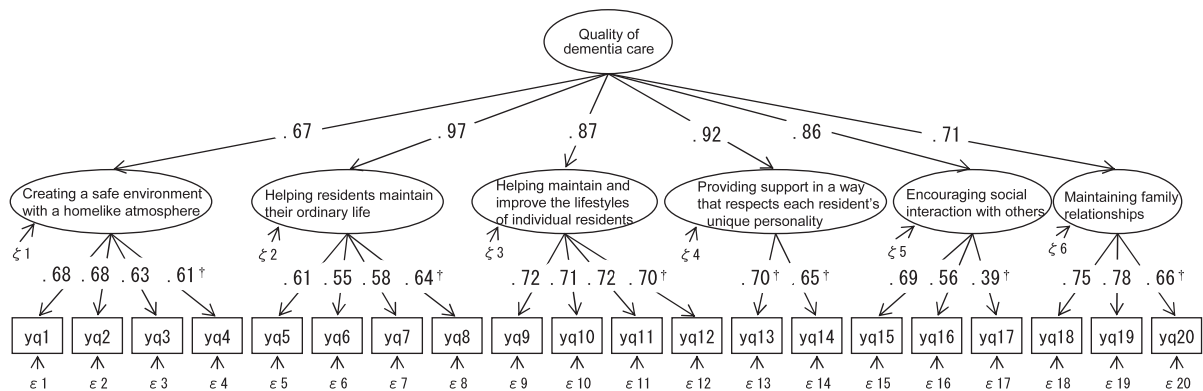 Quality of
dementia care
.67
.97
.87
.92
.86
.71
Creating a safe environment
with a homelike atmosphere
Helping residents maintain
their ordinary life
Helping maintain and
improve the lifestyles
of individual residents
Providing support in a way
that respects each resident's
unique personality
Encouraging social
interaction with others
Maintaining family
relationships
ζ1
ζ2
ζ3
ζ4
ζ5
ζ6
.68 .68 .63 .61†
.61 .55 .58 .64†
.72 .71 .72 .70†
.70† .65†
.69 .56 .39†
.75 .78 .66†
yq1 yq2 yq3 yq4 yq5 yq6 yq7 yq8 yq9 yq10 yq11 yq12 yq13 yq14 yq15 yq16 yq17 yq18 yq19 yq20
ε1 ε2 ε3 ε4 ε5 ε6 ε7 ε8 ε9 ε10 ε11 ε12 ε13 ε14 ε15 ε16 ε17 ε18 ε19 ε20